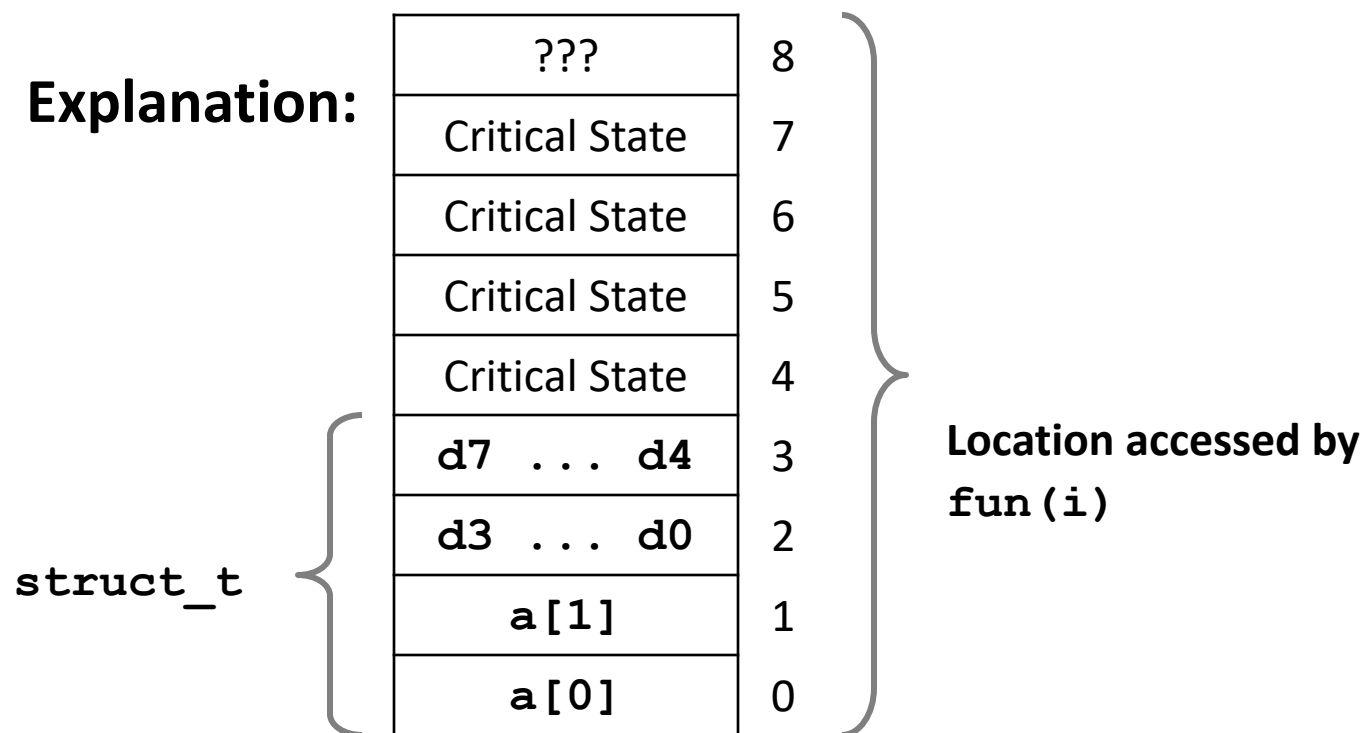 Explanation:
??? 8
Critical State 7
Critical State 6
Critical State 5
Critical State 4
d7 ... d4 3
d3 ... d0 2
a[1] 1
a[0] 0
struct_t
Location accessed by
fun(i)